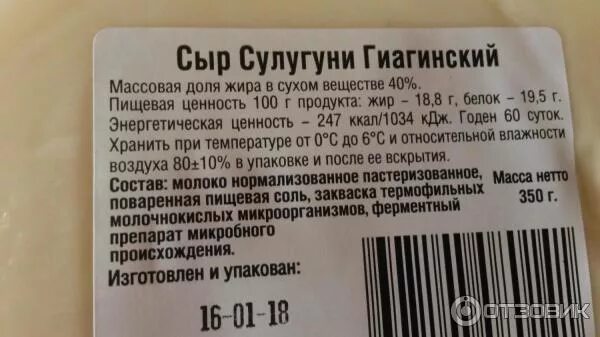 Сыр Сулугуни Гиагинский
Массовая доля жира в сухом веществе 40%.
Пищевая ценность 100 г продукта: жир – 18,8 г, белок – 19,5 г.
Энергетическая ценность – 247 ккал/1034 кДж. Годен 60 суток.
Хранить при температуре от 0°С до 6°С и относительной влажности
воздуха 80±10% в упаковке и после ее вскрытия.
Состав: молоко нормализованное пастеризованное,
поваренная пищевая соль, закваска термофильных
молочнокислых микроорганизмов, ферментный
препарат микробного
происхождения.
Масса нетто
350 г.
Изготовлен и упакован:
16-01-18
ОТЗОВИК